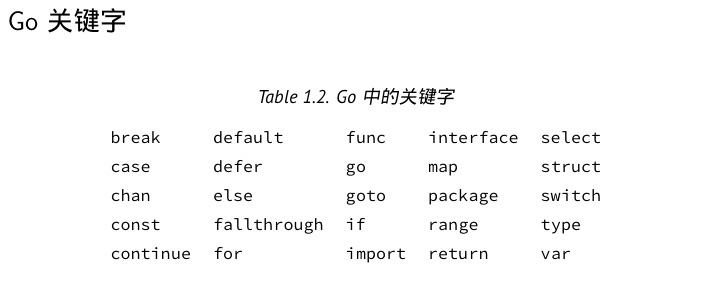 Go 关键字
Table 1.2. Go 中的关键字
break default func interface select
case defer go map struct
chan else goto package switch
const fallthrough if range type
continue for import return var